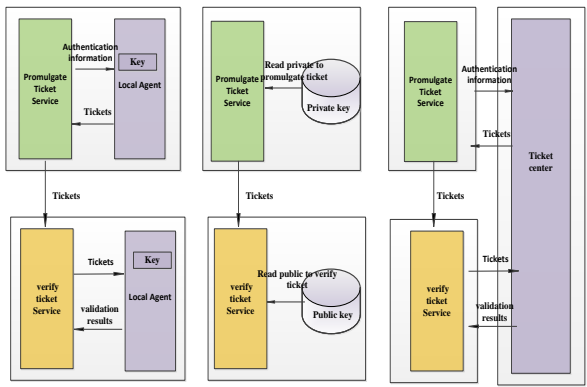 Promulgate
Ticket
Service
Authentication
information
Key
Local Agent
Tickets
Tickets
verify
ticket
Service
Tickets
Key
Local Agent
validation
results
Promulgate
Ticket
Service
Read private to
promulgate ticket
Private key
Tickets
verify
ticket
Service
Read public to verify
ticket
Public key
Promulgate
Ticket
Service
Authentication
information
Tickets
Ticket
center
Tickets
verify
ticket
Service
Tickets
validation
results